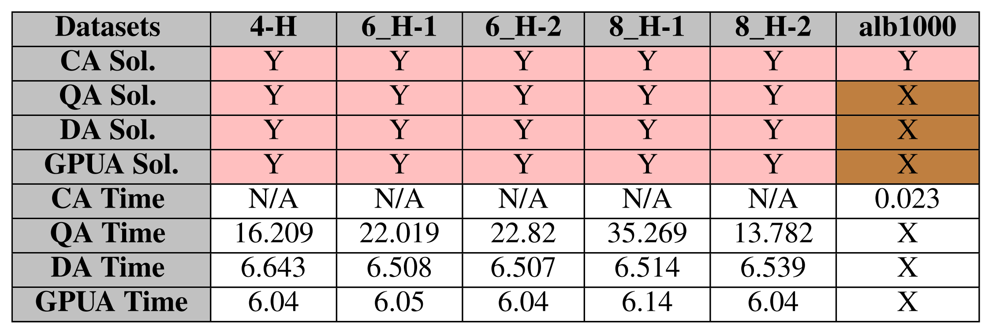 Datasets 4-H 6_H-1 6_H-2 8_H-1 8_H-2 alb1000
CA Sol. Y Y Y Y Y Y
QA Sol. Y Y Y Y Y X
DA Sol. Y Y Y Y Y X
GPUA Sol. Y Y Y Y Y X
CA Time N/A N/A N/A N/A N/A 0.023
QA Time 16.209 22.019 22.82 35.269 13.782 X
DA Time 6.643 6.508 6.507 6.514 6.539 X
GPUA Time 6.04 6.05 6.04 6.14 6.04 X